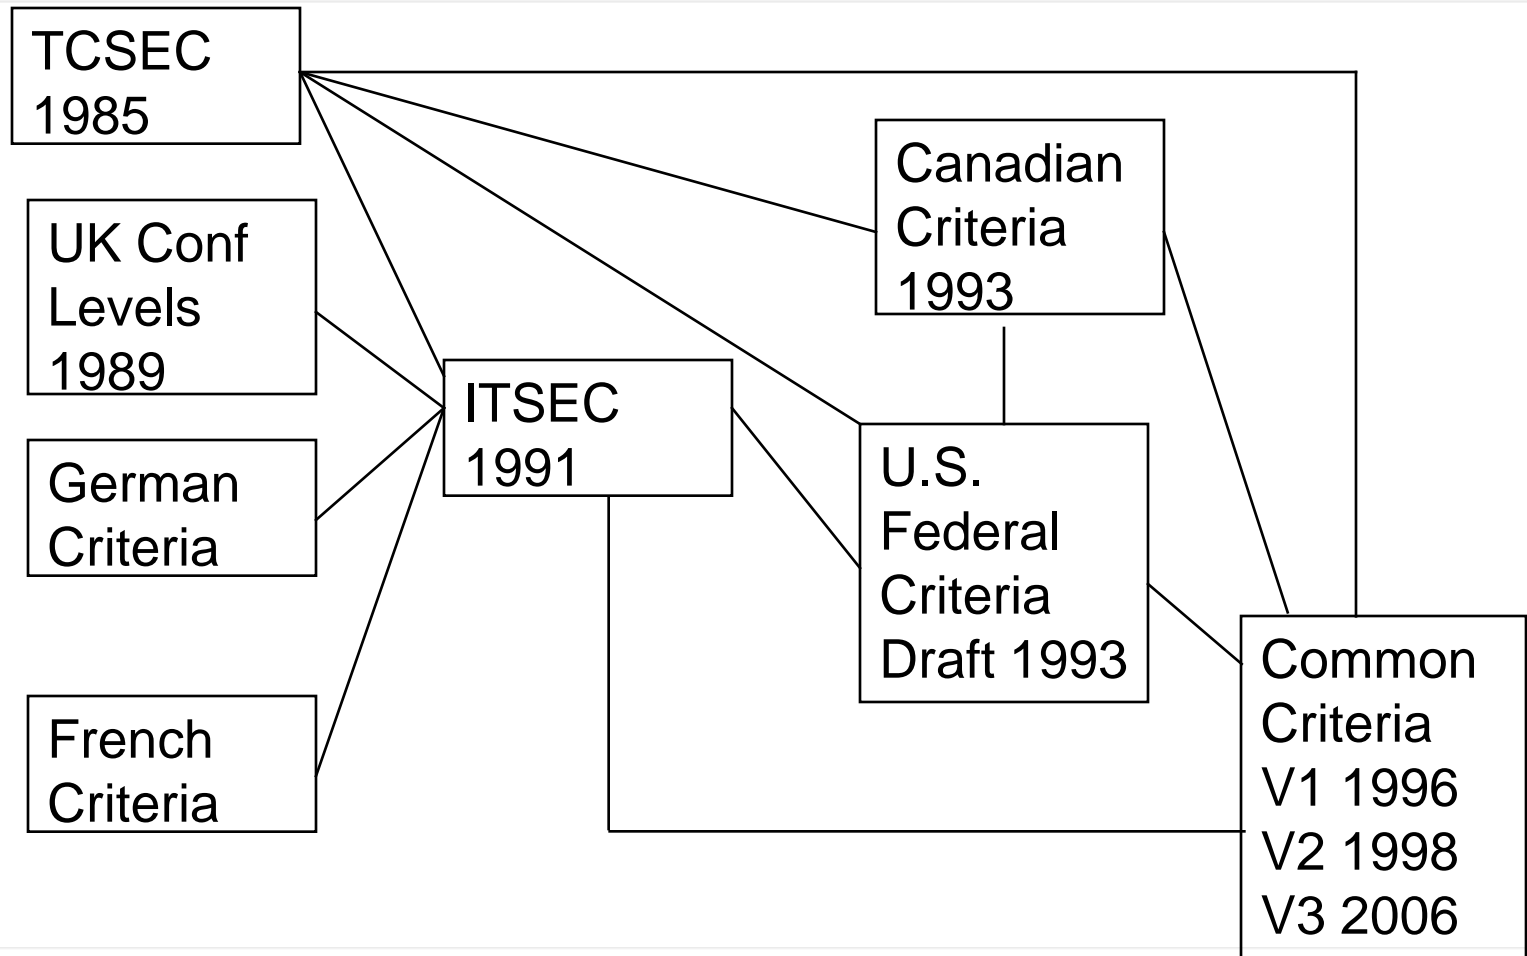 TCSEC
1985
UK Conf
Levels
1989
German
Criteria
French
Criteria
ITSEC
1991
Canadian
Criteria
1993
U.S.
Federal
Criteria
Draft 1993
Common
Criteria
V1 1996
V2 1998
V3 2006